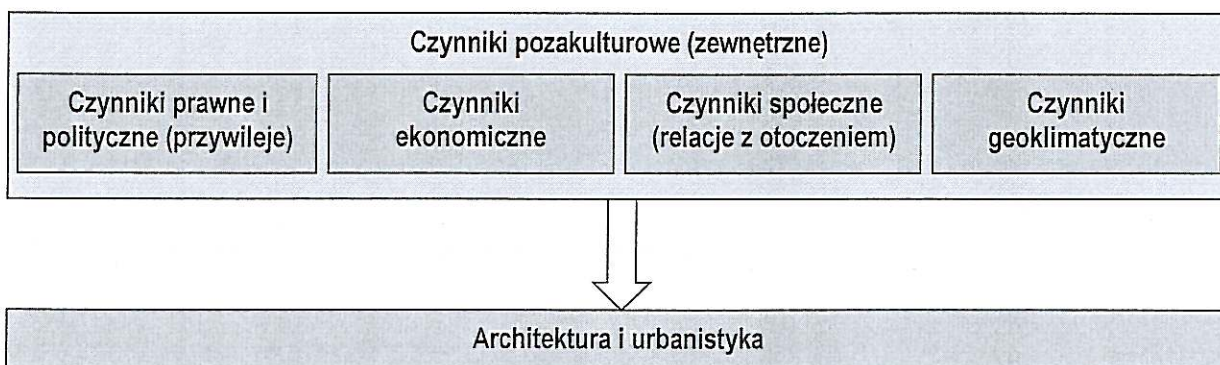 Czynniki pozakulturowe (zewnętrzne)
Czynniki prawne i
polityczne (przywileje)
Czynniki
ekonomiczne
Czynniki społeczne
(relacje z otoczeniem)
Czynniki
geoklimatyczne
Architektura i urbanistyka